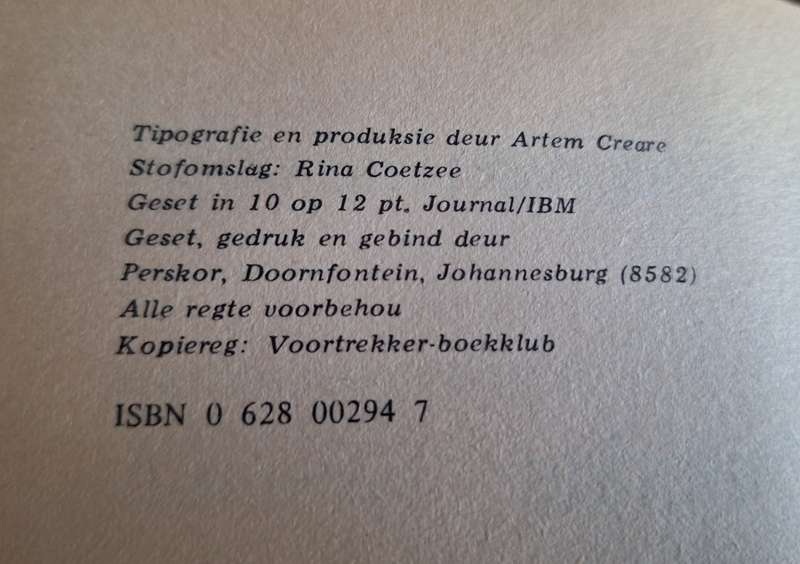 Tipografie en produksie deur Artem Creare
Stofomslag: Rina Coetzee
Geset in 10 op 12 pt. Journal/IBM
Geset, gedruk en gebind deur
Perskor, Doornfontein, Johannesburg (8582)
Alle regte voorbehou
Kopiereg: Voortrekker-boekklub
ISBN 0 628 00294 7